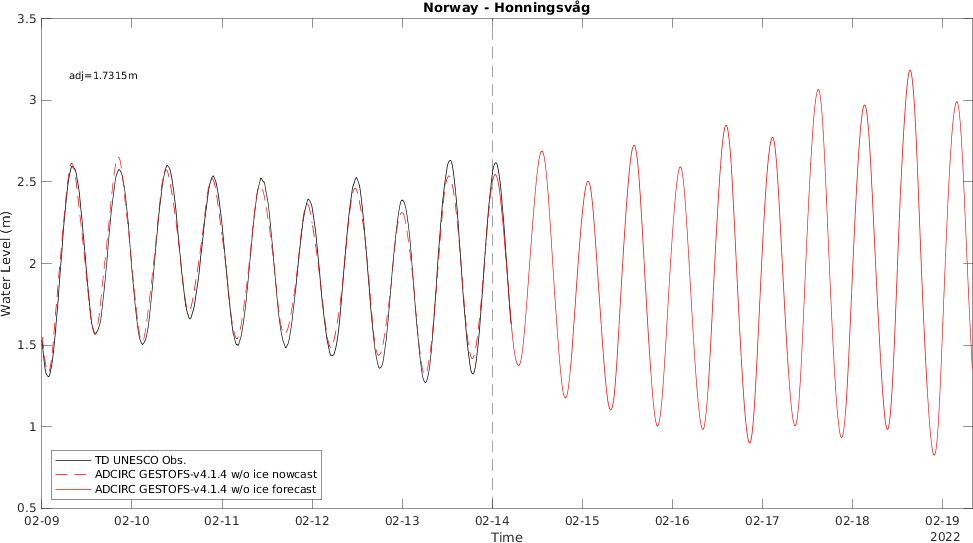 Norway - Honningsvåg
3.5
adj=1.7315m
3
2.5
Water Level (m)
2
1.5
1
TD UNESCO Obs.
ADCIRC GESTOFS-v4.1.4 w/o ice nowcast
ADCIRC GESTOFS-v4.1.4 w/o ice forecast
0.5
02-09 02-10 02-11 02-12 02-13 02-14 02-15 02-16 02-17 02-18 02-19
Time
2022